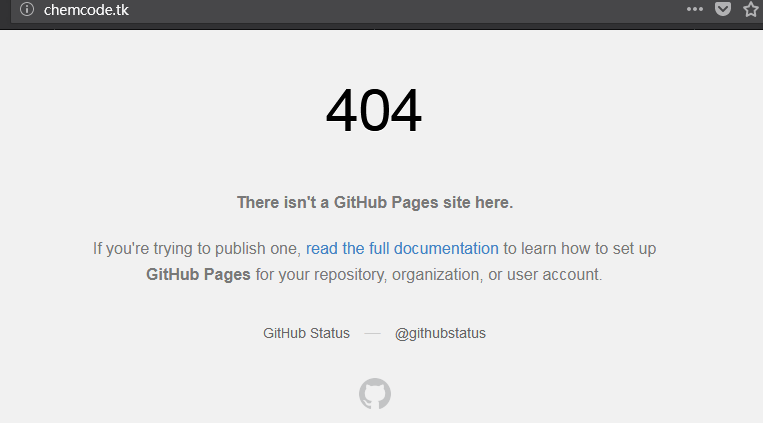 chemcode.tk
404
There isn't a GitHub Pages site here.
If you're trying to publish one, read the full documentation to learn how to set up
GitHub Pages for your repository, organization, or user account.
GitHub Status — @githubstatus